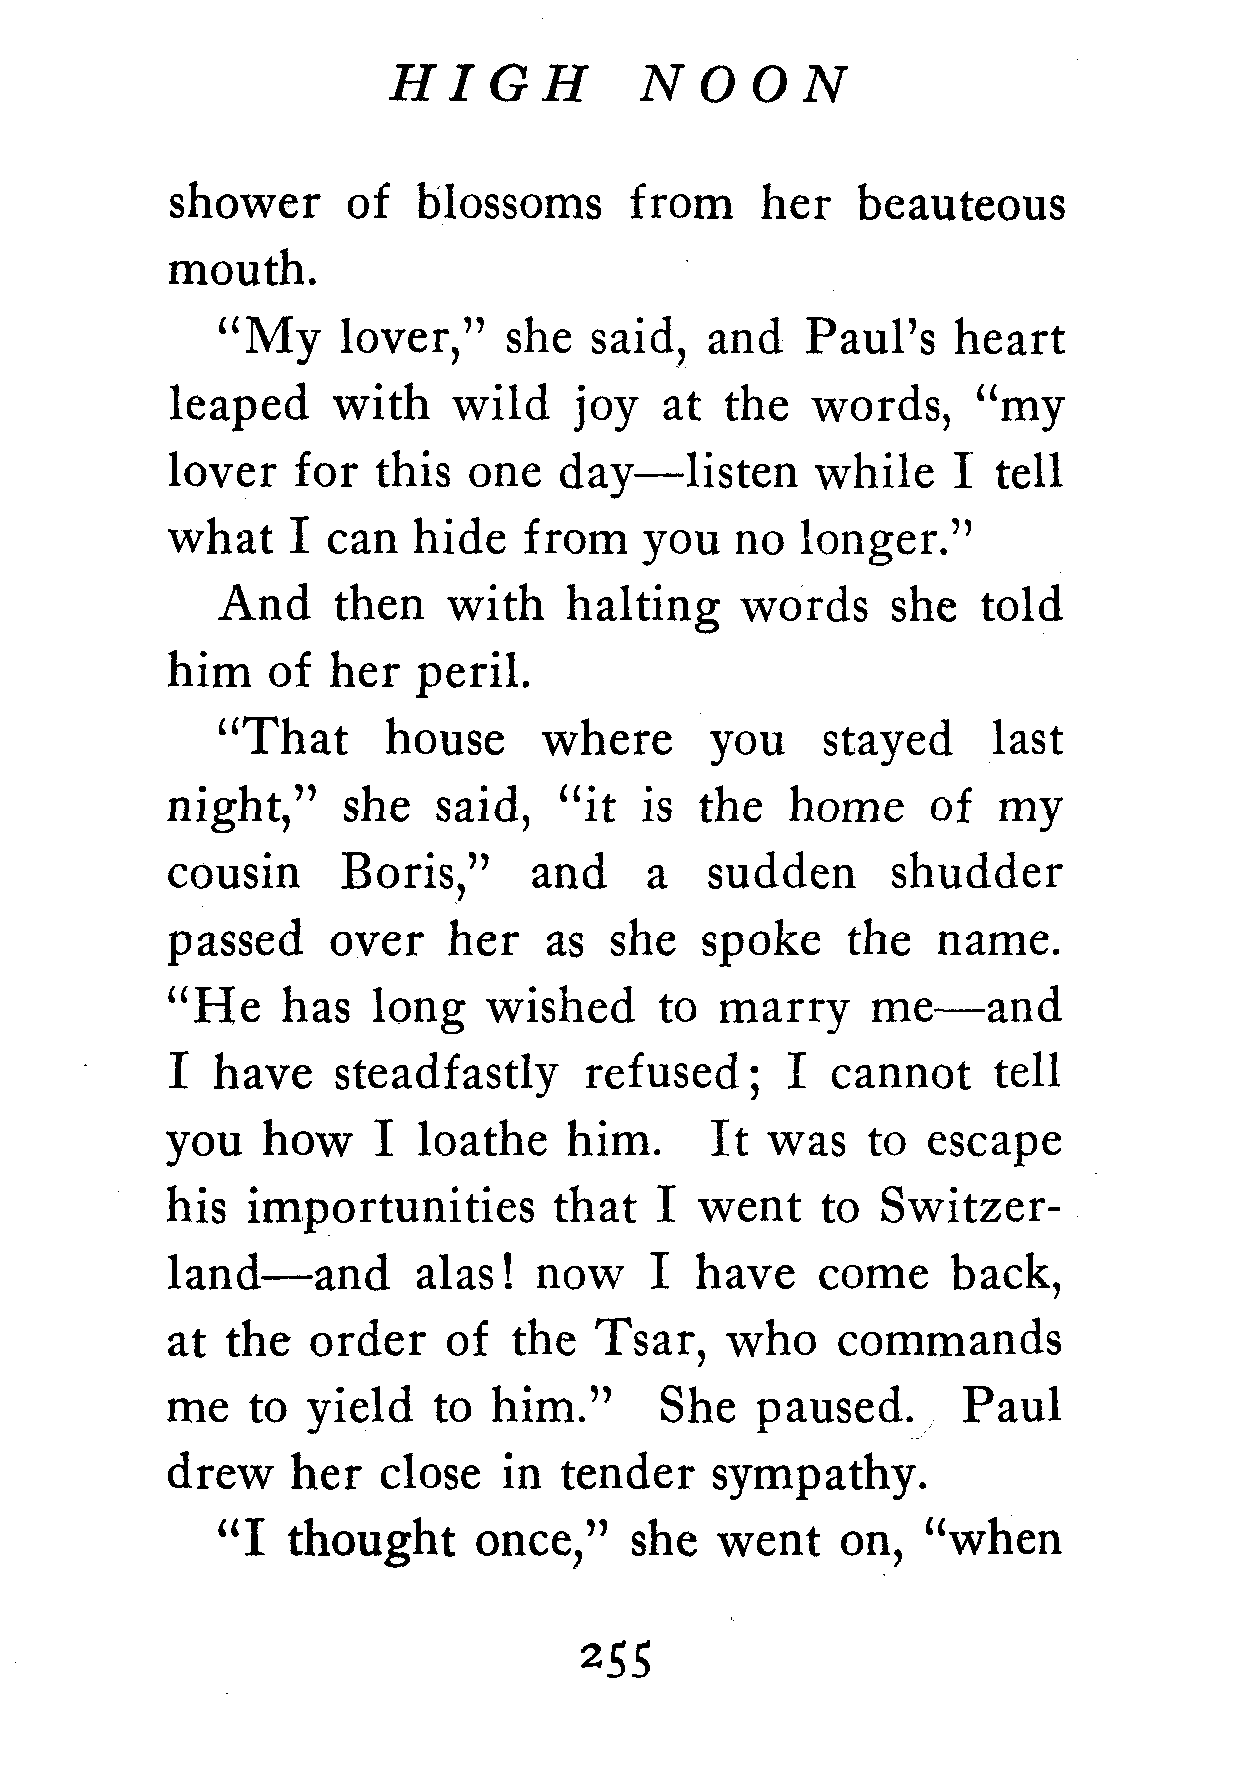 HIGH NOON
shower of blossoms from her beauteous
mouth.
"My lover," she said, and Paul's heart
leaped with wild joy at the words, "my
lover for this one day—listen while I tell
what I can hide from you no longer."
And then with halting words she told
him of her peril.
"That house where you stayed last
night," she said, "it is the home of my
cousin Boris," and a sudden shudder
passed over her as she spoke the name.
"He has long wished to marry me—and
I have steadfastly refused; I cannot tell
you how I loathe him. It was to escape
his importunities that I went to Switzer-
land—and alas! now I have come back,
at the order of the Tsar, who commands
me to yield to him." She paused. Paul
drew her close in tender sympathy.
"I thought once," she went on, "when
255